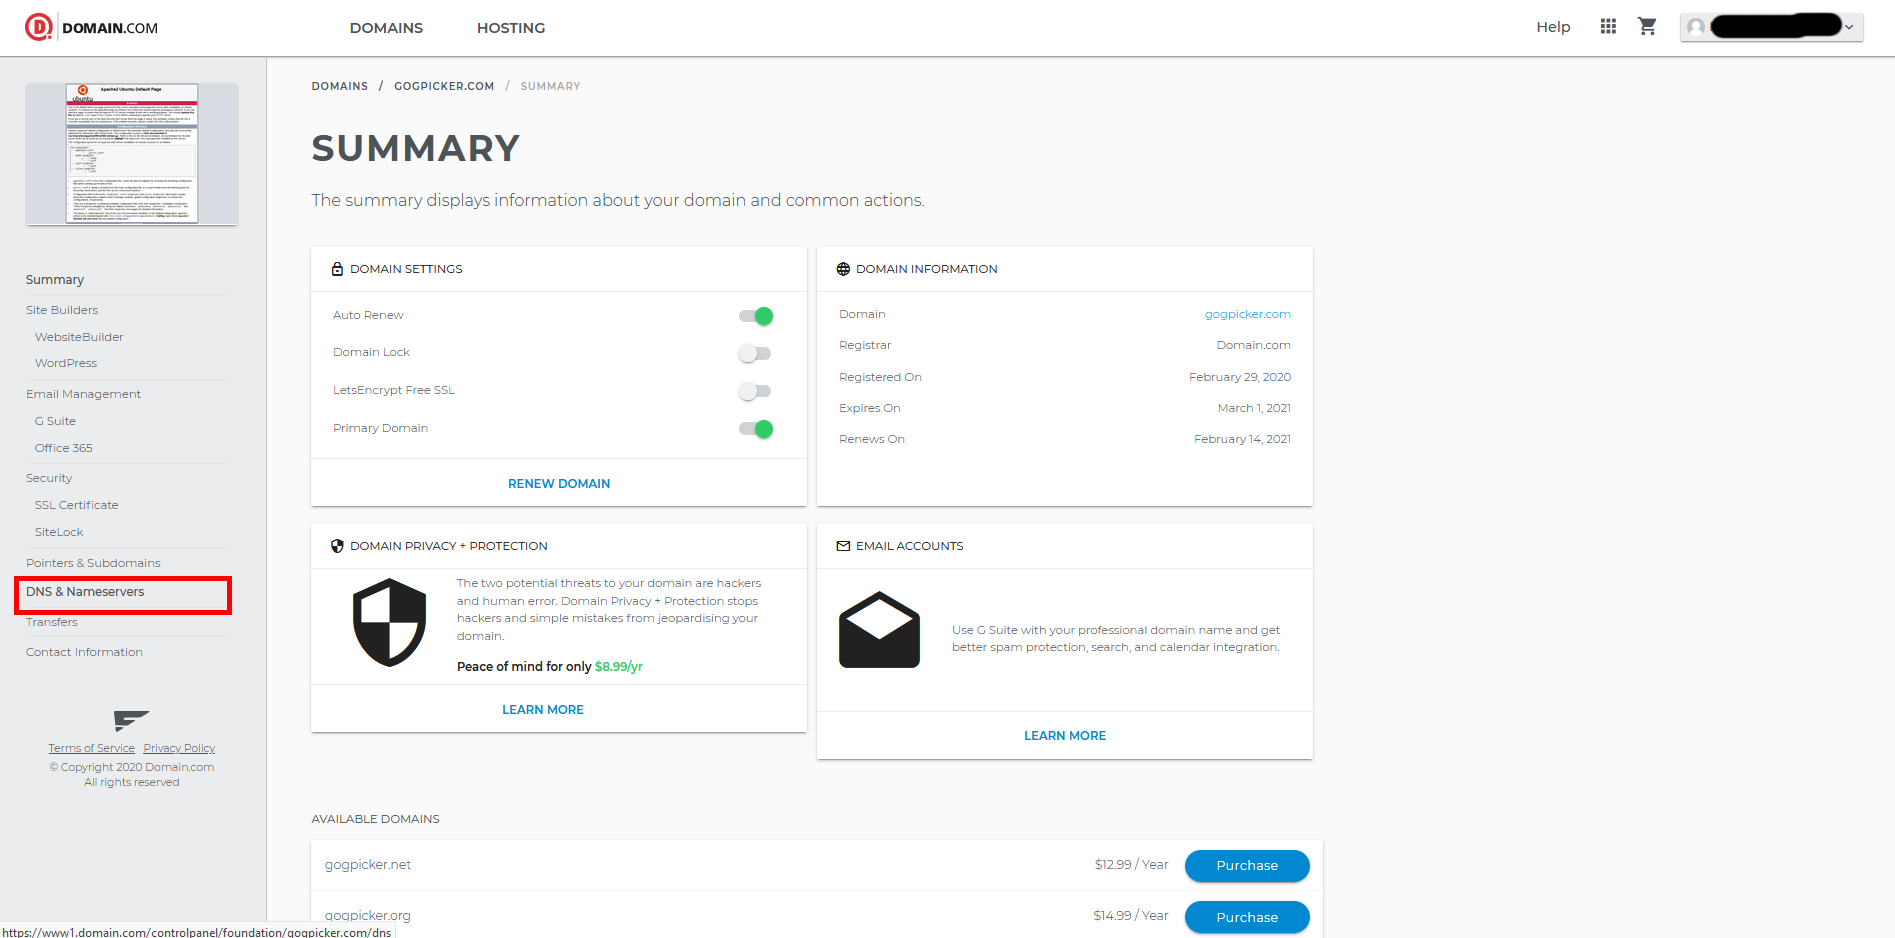 DOMAIN.COM
DOMAINS
HOSTING
Help
Apache2 Ubuntu Default Page
ubuntu
Summary
Site Builders
WebsiteBuilder
WordPress
Email Management
G Suite
Office 365
Security
SSL Certificate
SiteLock
Pointers & Subdomains
DNS & Nameservers
Transfers
Contact Information
Terms of Service Privacy Policy
© Copyright 2020 Domain.com
All rights reserved
DOMAINS / GOGPICKER.COM / SUMMARY
SUMMARY
The summary displays information about your domain and common actions.
DOMAIN SETTINGS
Auto Renew
Domain Lock
LetsEncrypt Free SSL
Primary Domain
RENEW DOMAIN
DOMAIN INFORMATION
Domain gogpicker.com
Registrar Domain.com
Registered On February 29, 2020
Expires On March 1, 2021
Renews On February 14, 2021
DOMAIN PRIVACY + PROTECTION
The two potential threats to your domain are hackers
and human error. Domain Privacy + Protection stops
hackers and simple mistakes from jeopardising your
domain.
Peace of mind for only $8.99/yr
LEARN MORE
EMAIL ACCOUNTS
Use G Suite with your professional domain name and get
better spam protection, search, and calendar integration.
LEARN MORE
AVAILABLE DOMAINS
gogpicker.net $12.99 / Year Purchase
gogpicker.org $14.99 / Year Purchase
https://www1.domain.com/controlpanel/foundation/gogpicker.com/dns